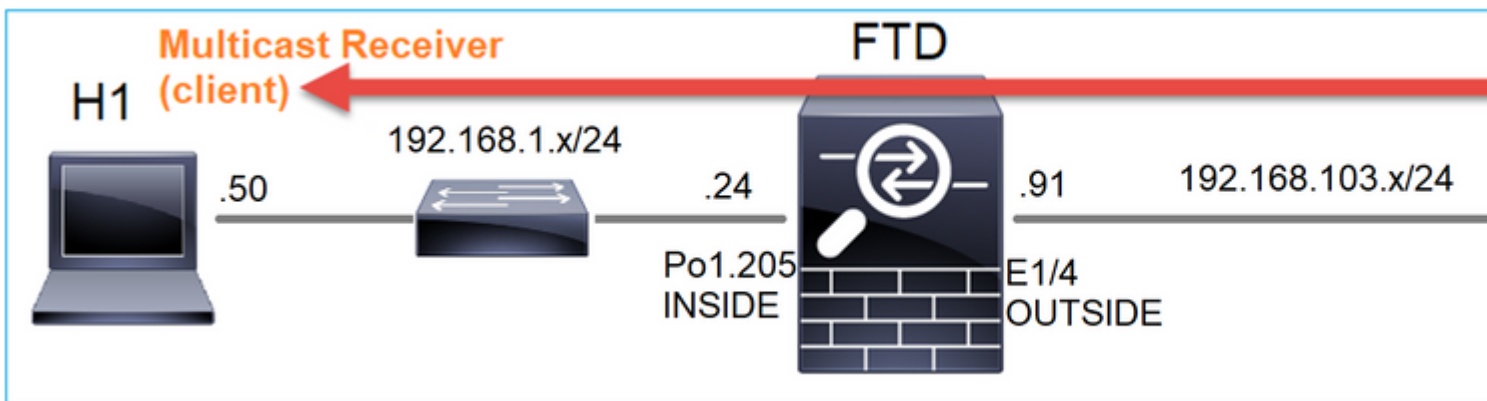 Multicast Receiver
(client)
H1
FTD
192.168.1.x/24
.50
.24
.91
192.168.103.x/24
Po1.205
INSIDE
E1/4
OUTSIDE